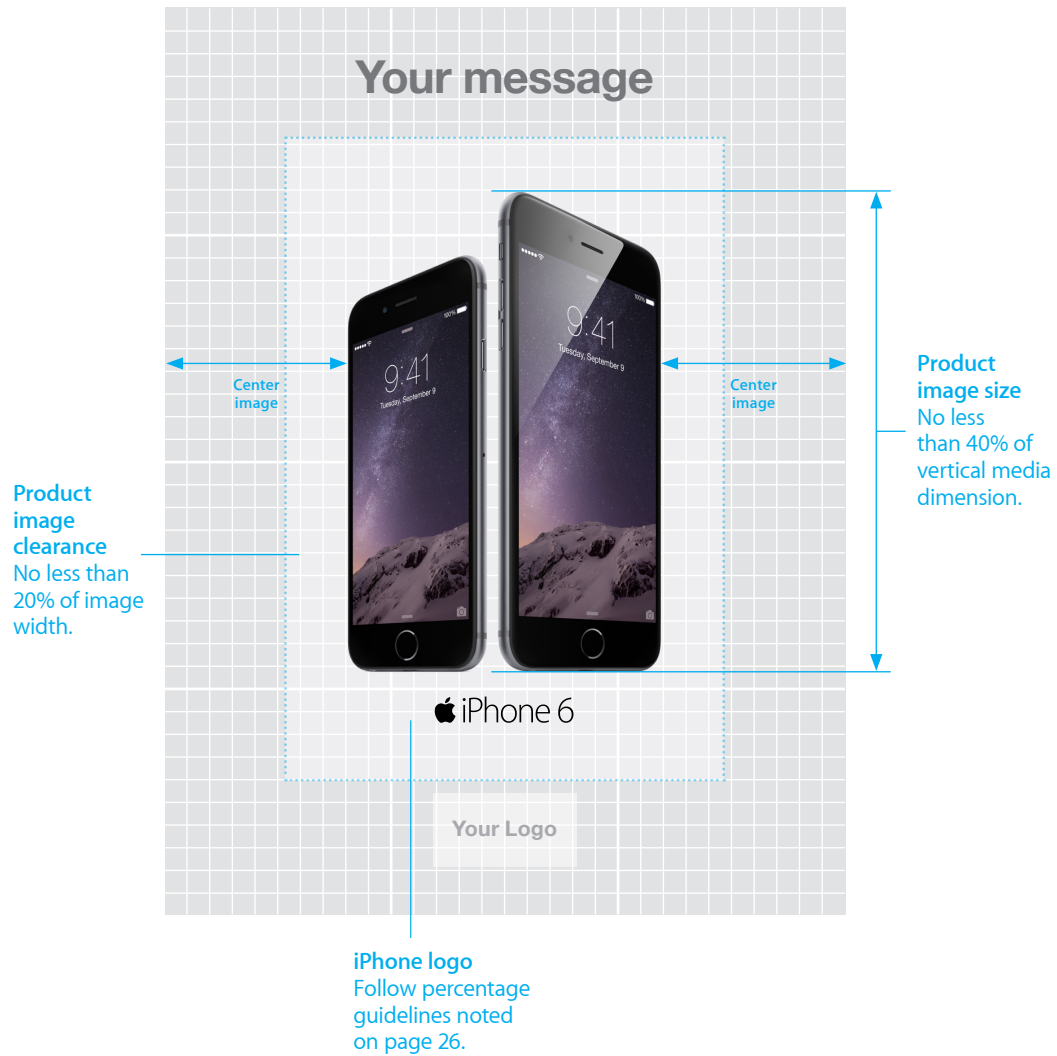 Your message
100%
9:41
Tuesday, September 9
100%
9:41
Tuesday, September 9
Center
image
Center
image
Product
image size
No less
than 40% of
vertical media
dimension.
Product
image
clearance
No less than
20% of image
width.
iPhone 6
Your Logo
iPhone logo
Follow percentage
guidelines noted
on page 26.